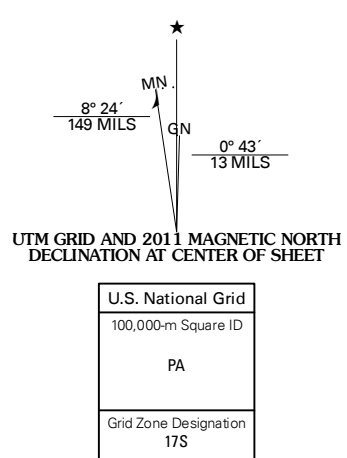 ★
MN
8° 24´
149 MILS
GN
0° 43´
13 MILS
UTM GRID AND 2011 MAGNETIC NORTH
DECLINATION AT CENTER OF SHEET
U.S. National Grid
100,000-m Square ID
PA
Grid Zone Designation
17S